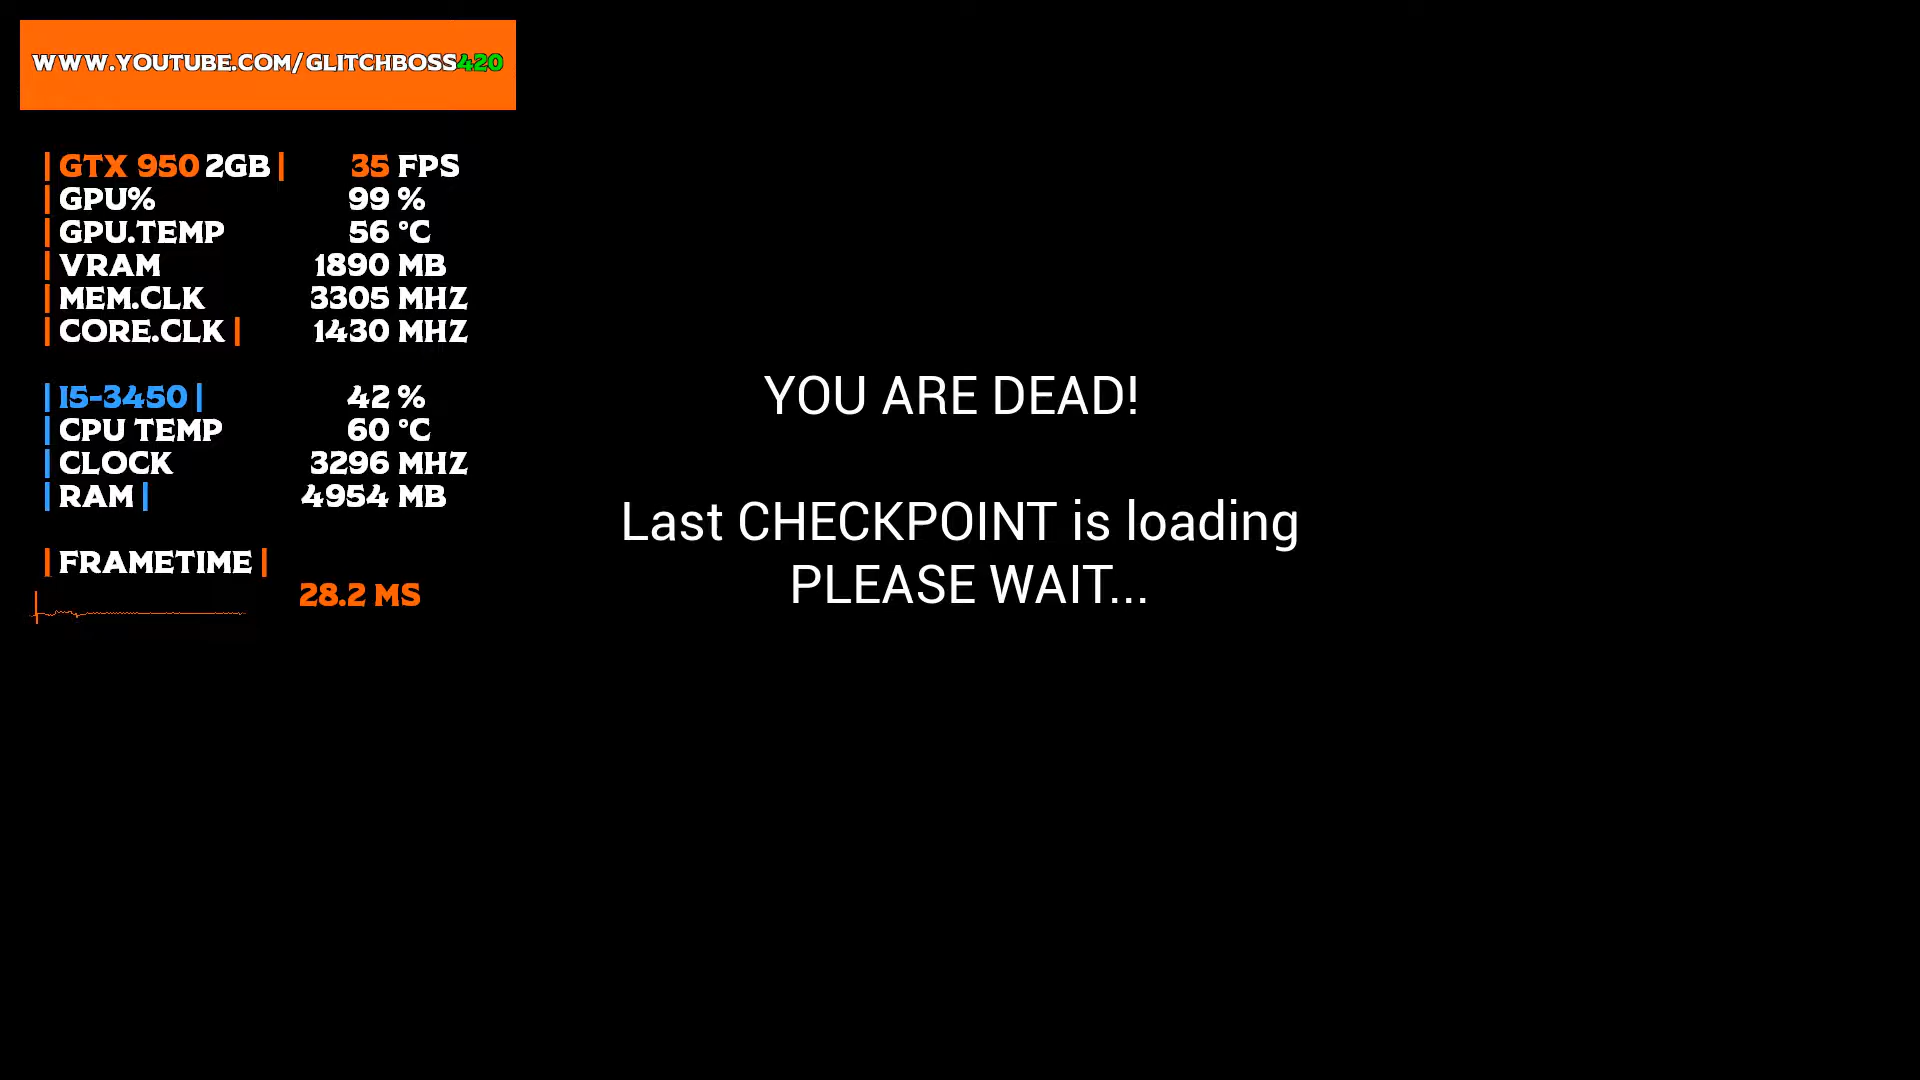 WWW.YOUTUBE.COM/GLITCHBOSS420
| GTX 950 2GB | 35 FPS
| GPU% 99 %
| GPU.TEMP 56 °C
| VRAM 1890 MB
| MEM.CLK 3305 MHZ
| CORE.CLK | 1430 MHZ
| I5-3450 | 42 %
| CPU TEMP 60 °C
| CLOCK 3296 MHZ
| RAM | 4954 MB
| FRAMETIME |
28.2 MS
YOU ARE DEAD!
Last CHECKPOINT is loading
PLEASE WAIT...